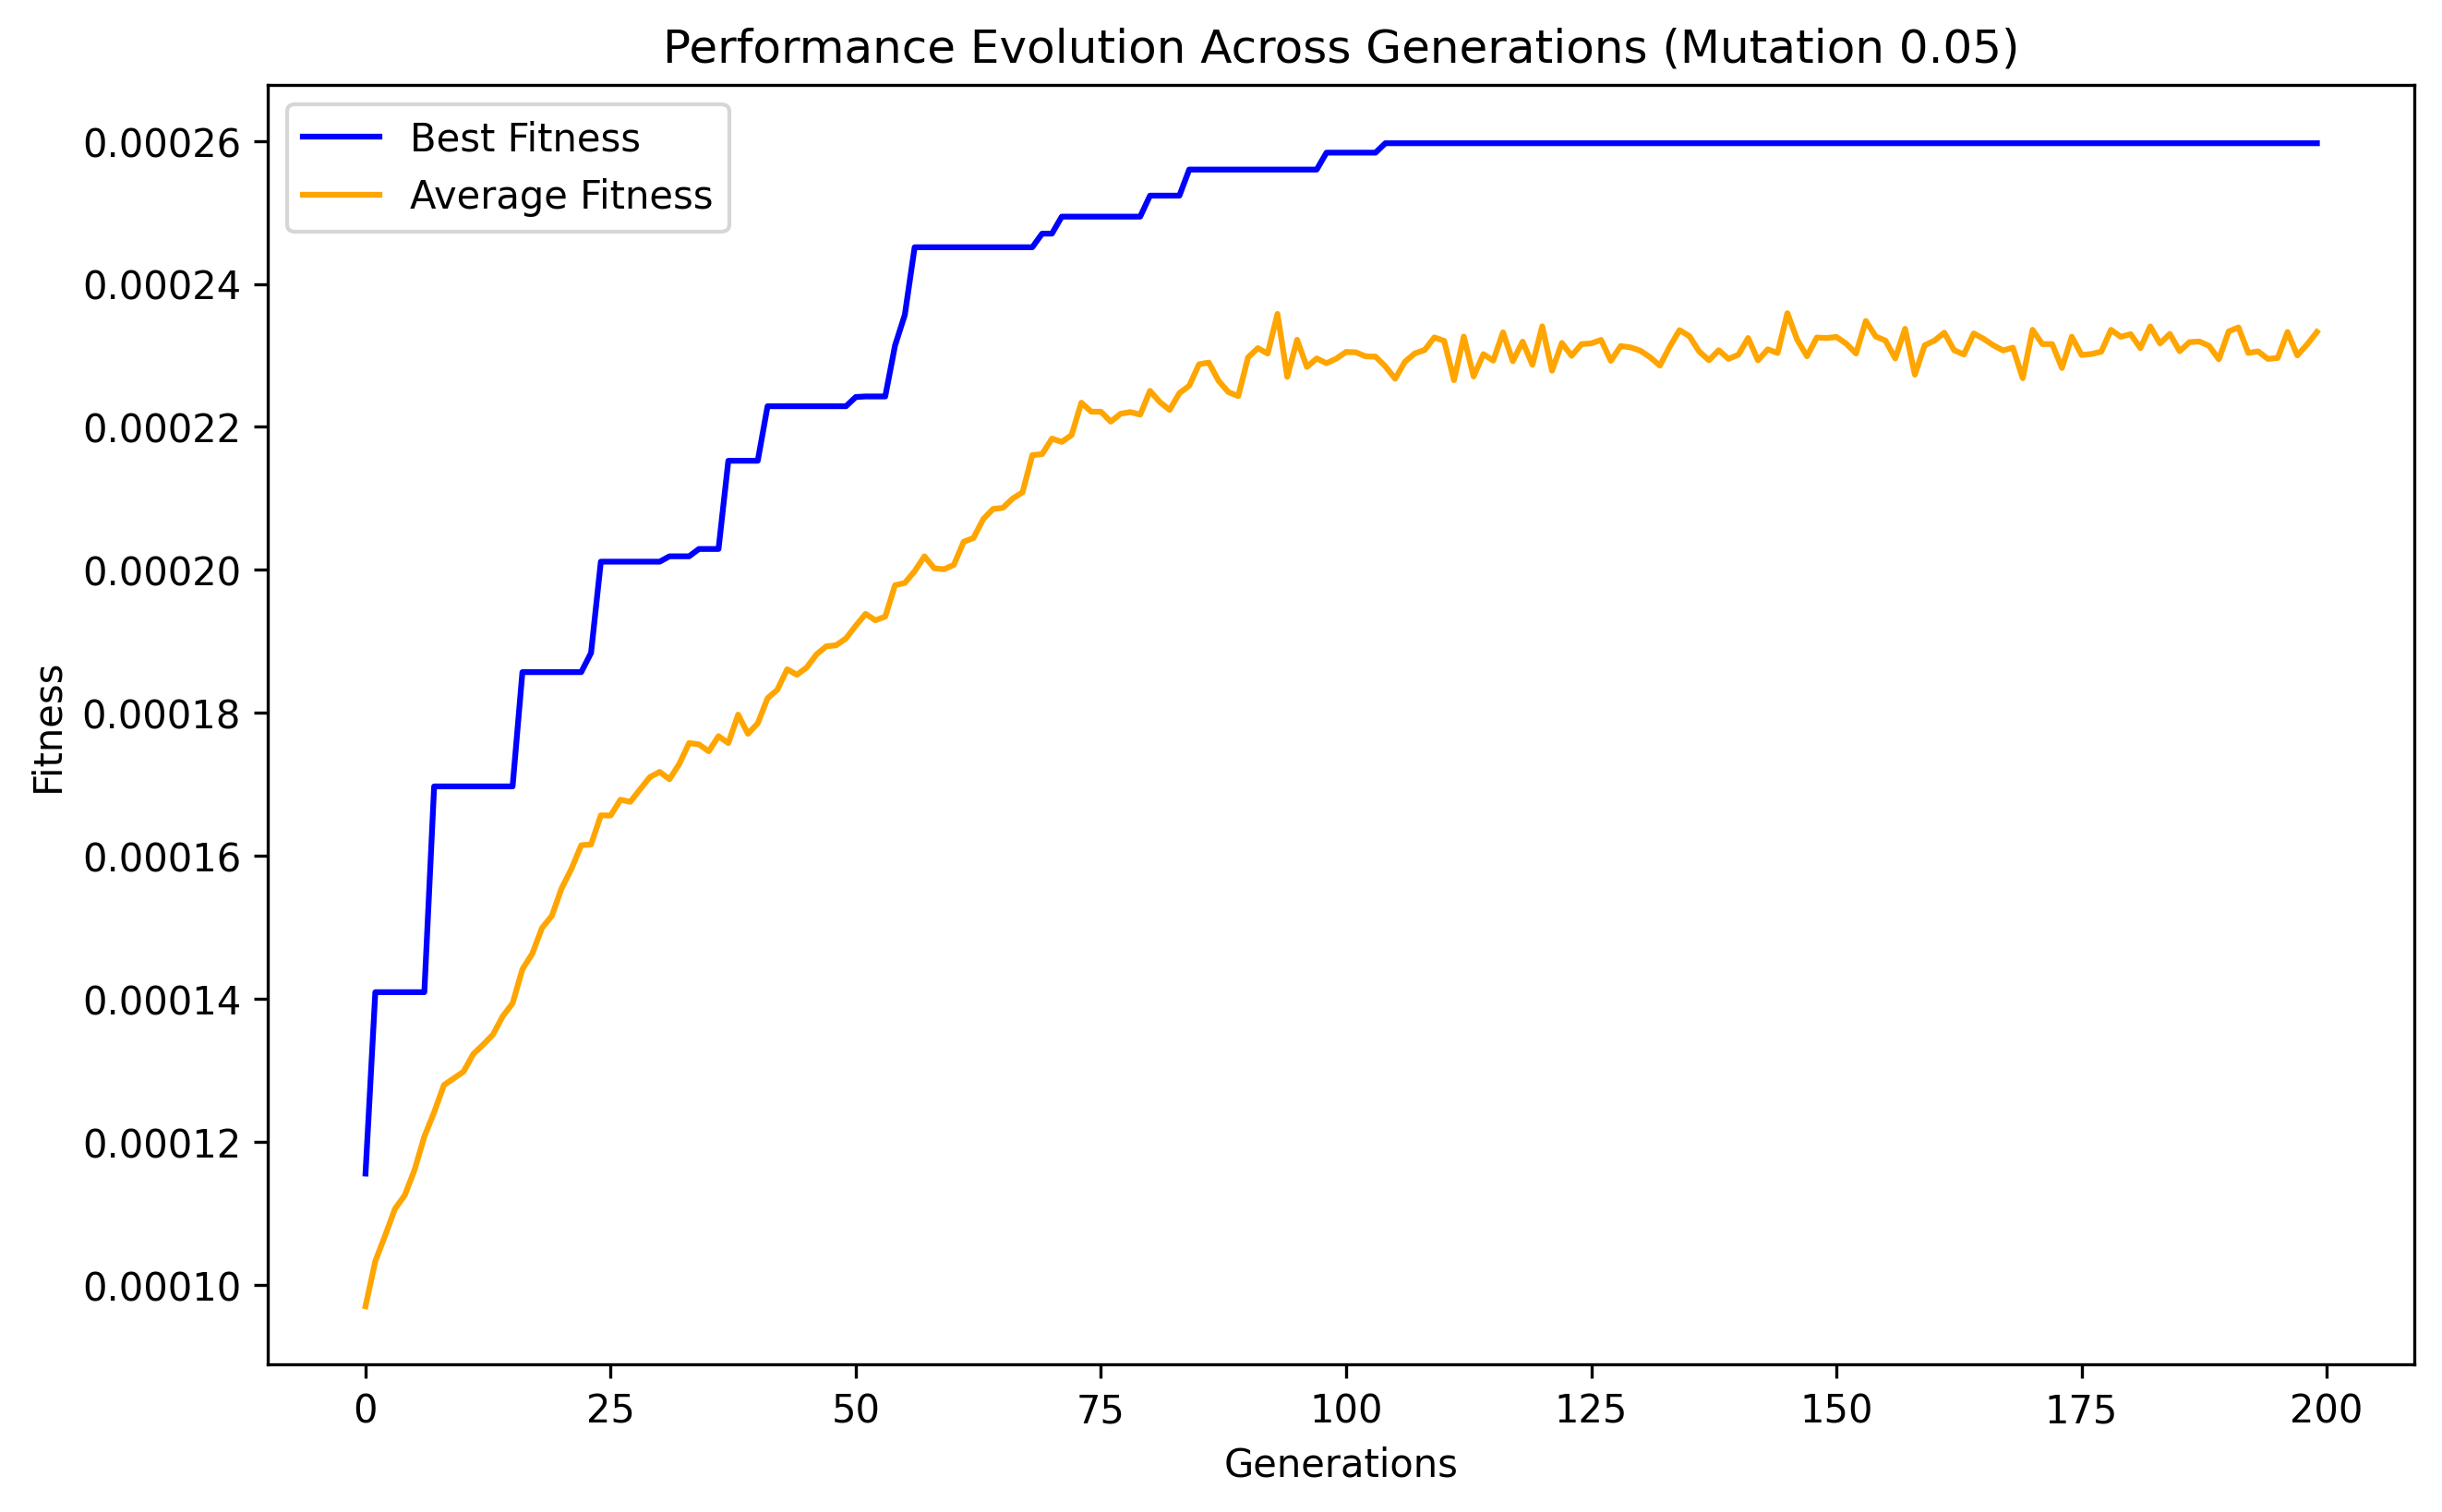 Performance Evolution Across Generations (Mutation 0.05)
Best Fitness
Average Fitness
0.00026
0.00024
0.00022
0.00020
0.00018
0.00016
0.00014
0.00012
0.00010
Fitness
0 25 50 75 100 125 150 175 200
Generations